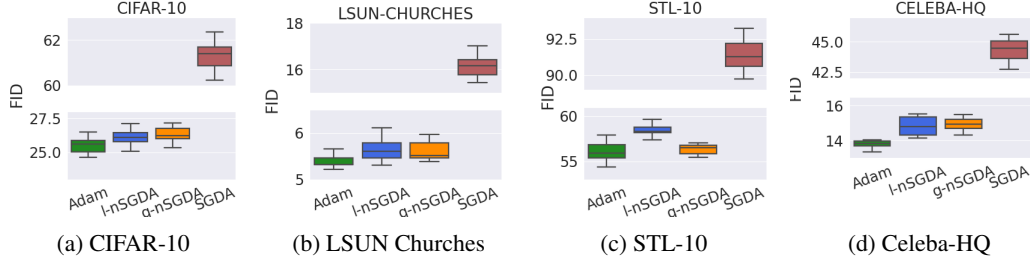 CIFAR-10
62
60
FID
27.5
25.0
Adam
l-nSGDA
g-nSGDA
SGDA
(a) CIFAR-10
LSUN-CHURCHES
18
16
FID
6
5
Adam
l-nSGDA
g-nSGDA
SGDA
(b) LSUN Churches
STL-10
92.5
90.0
FID
60
55
Adam
l-nSGDA
g-nSGDA
SGDA
(c) STL-10
CELEBA-HQ
45.0
42.5
FID
16
14
Adam
l-nSGDA
g-nSGDA
SGDA
(d) Celeba-HQ